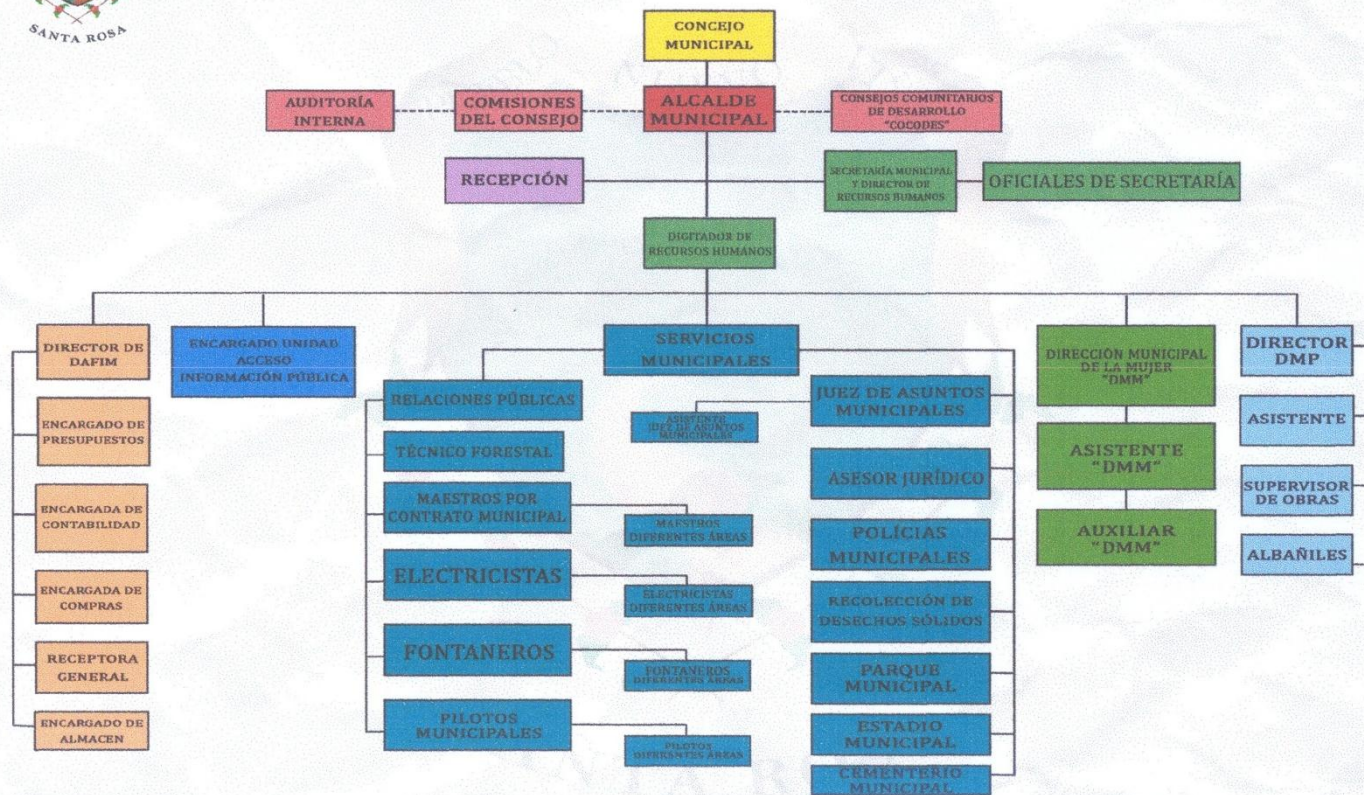 SANTA ROSA
CONCEJO
MUNICIPAL
AUDITORÍA
INTERNA
COMISIONES
DEL CONSEJO
ALCALDE
MUNICIPAL
CONSEJOS COMUNITARIOS
DE DESARROLLO
"COCODES"
RECEPCIÓN
SECRETARÍA MUNICIPAL
Y DIRECTOR DE
RECURSOS HUMANOS
OFICIALES DE SECRETARÍA
DIGITADOR DE
RECURSOS HUMANOS
DIRECTOR DE
DAFIM
ENCARGADO DE
PRESUPUESTOS
ENCARGADA DE
CONTABILIDAD
ENCARGADA DE
COMPRAS
RECEPTORA
GENERAL
ENCARGADO DE
ALMACEN
ENCARGADO UNIDAD
ACCESO
INFORMACIÓN PÚBLICA
SERVICIOS
MUNICIPALES
RELACIONES PÚBLICAS
TÉCNICO FORESTAL
MAESTROS POR
CONTRATO MUNICIPAL
MAESTROS
DIFERENTES ÁREAS
ELECTRICISTAS
ELECTRICISTAS
DIFERENTES ÁREAS
FONTANEROS
FONTANEROS
DIFERENTES ÁREAS
PILOTOS
MUNICIPALES
PILOTOS
DIFERENTES ÁREAS
JUEZ DE ASUNTOS
MUNICIPALES
ASISTENTE
JUEZ DE ASUNTOS
MUNICIPALES
ASESOR JURÍDICO
POLÍCIAS
MUNICIPALES
RECOLECCIÓN DE
DESECHOS SÓLIDOS
PARQUE
MUNICIPAL
ESTADIO
MUNICIPAL
CEMENTERIO
MUNICIPAL
DIRECCIÓN MUNICIPAL
DE LA MUJER
"DMM"
ASISTENTE
"DMM"
AUXILIAR
"DMM"
DIRECTOR
DMP
ASISTENTE
SUPERVISOR
DE OBRAS
ALBAÑILES